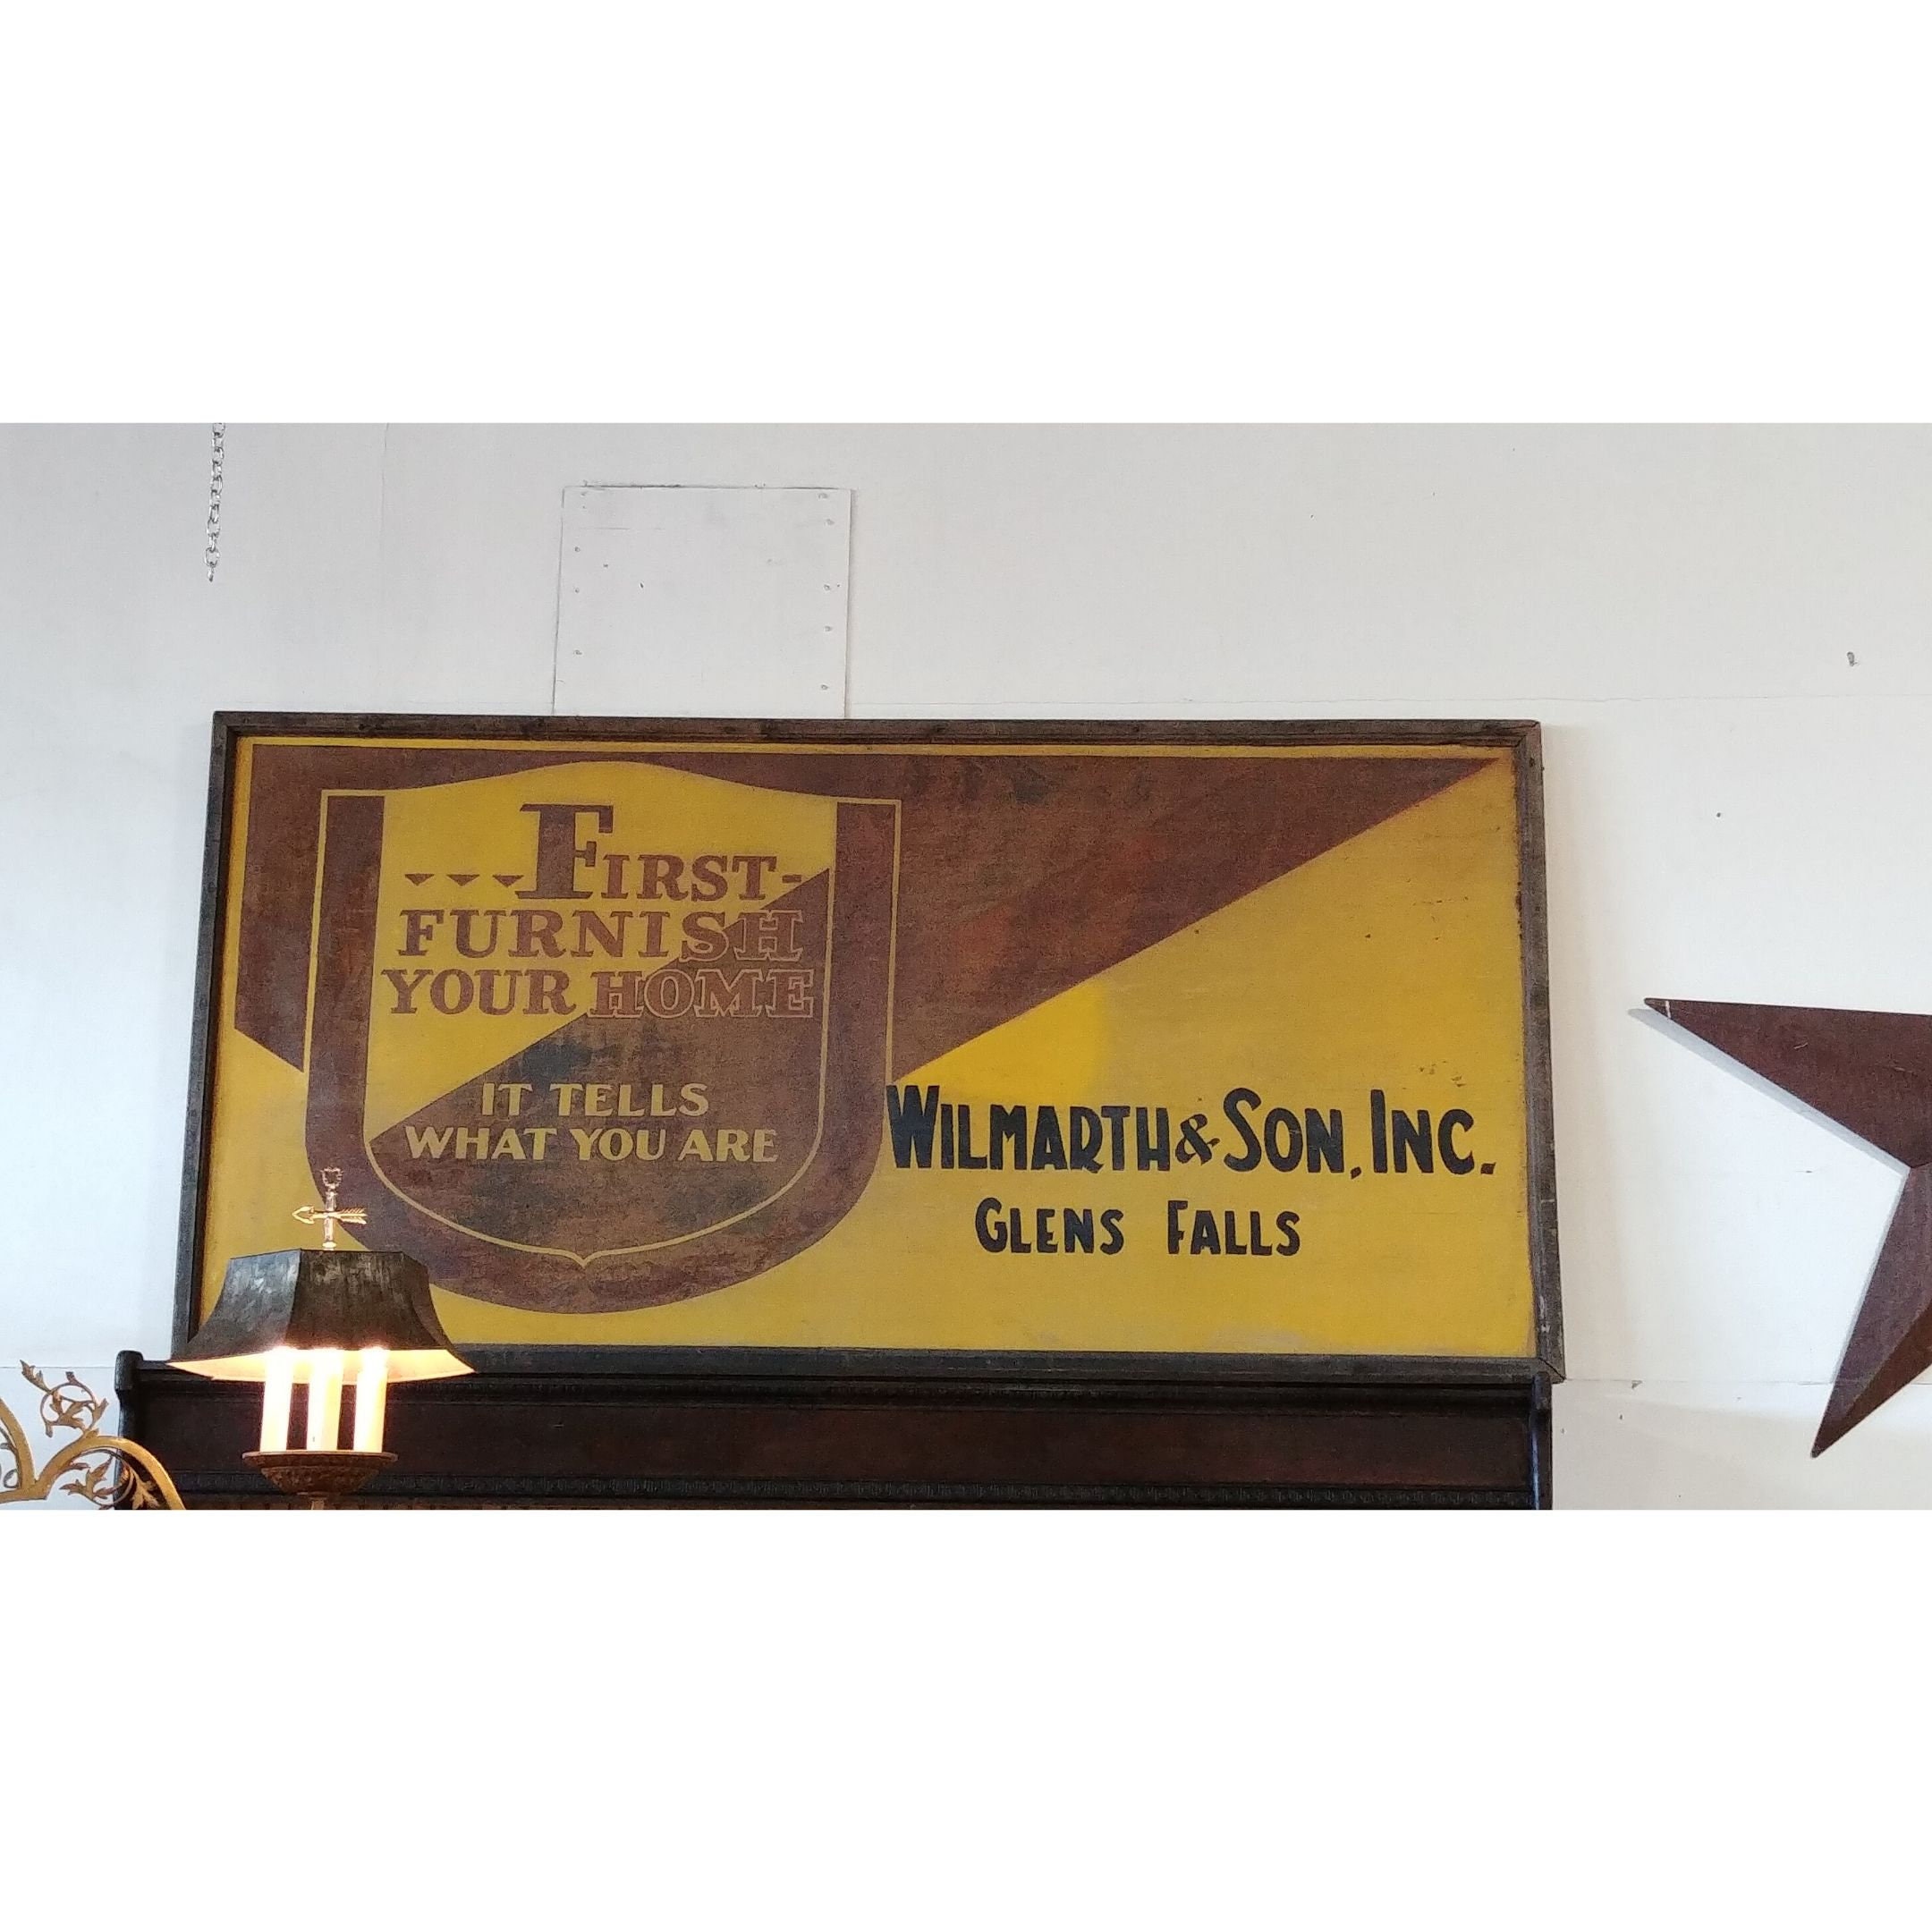 FIRST-
FURNISH
YOUR HOME
IT TELLS
WHAT YOU ARE
WILMARTH & SON, INC.
GLENS FALLS